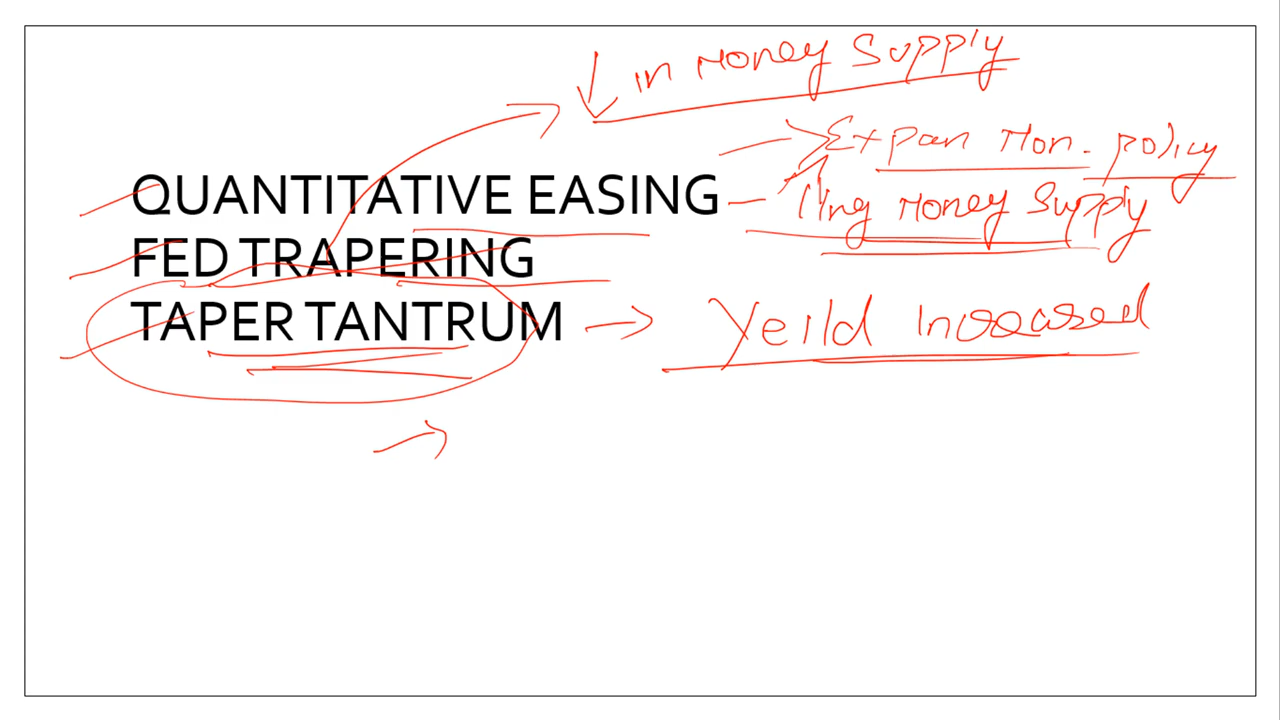 ↓ in Money Supply
Expan Mon. policy
QUANTITATIVE EASING
↑ing Money Supply
FED TRAPERING
TAPER TANTRUM → Yeild Increased